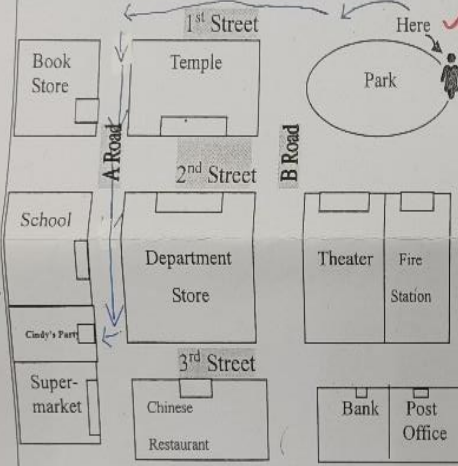 1st Street
Here
Book
Store
Temple
Park
A Road
B Road
2nd Street
School
Department
Store
Theater
Fire
Station
Cindy's Part
3rd Street
Super-
market
Chinese
Restaurant
Bank
Post
Office